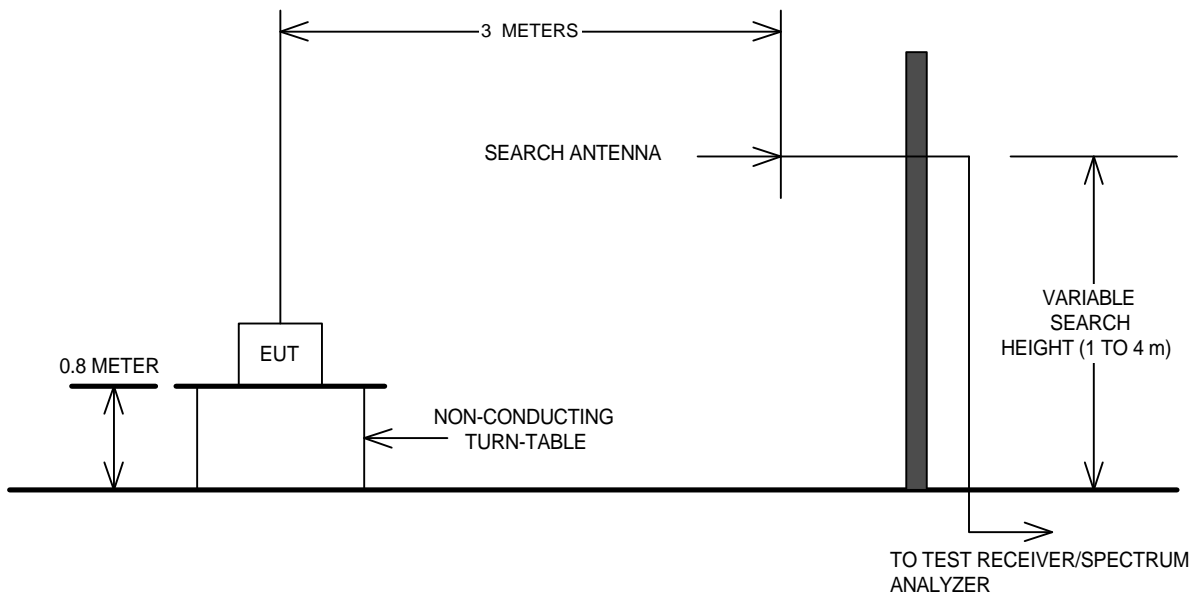 3 METERS
SEARCH ANTENNA
VARIABLE
SEARCH
HEIGHT (1 TO 4 m)
EUT
0.8 METER
NON-CONDUCTING
TURN-TABLE
TO TEST RECEIVER/SPECTRUM
ANALYZER